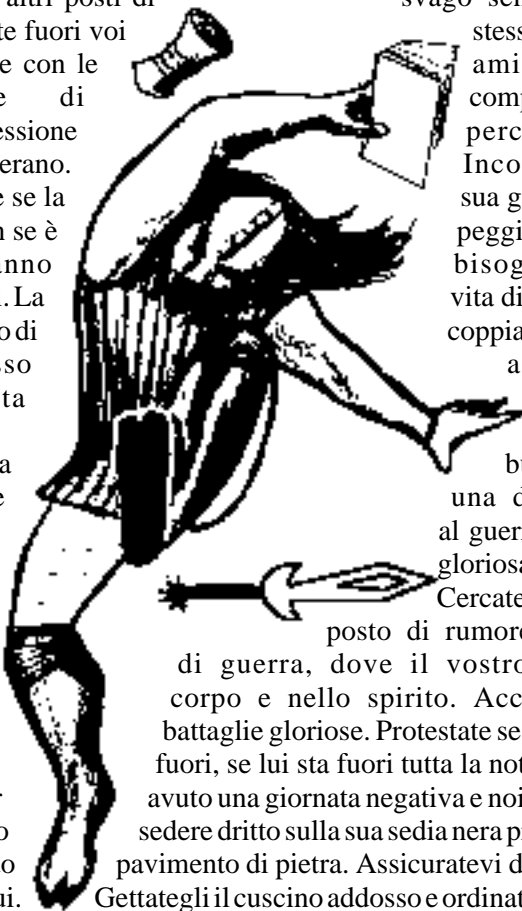 altri posti di
te fuori voi
e con le
e di
essione
erano.
e se la
n se è
anno
. La
o di
sso
ta
a
e
o
o
ui.
svago sen
stess
ami
comp
perc
Inco
sua g
peggi
bisog
vita di
coppia
a
bu
una d
al guer
gloriosa
Cercate
posto di rumore
di guerra, dove il vostro
corpo e nello spirito. Acc
battaglie gloriose. Protestate se
fuori, se lui sta fuori tutta la not
avuto una giornata negativa e noi
sedere dritto sulla sua sedia nera pr
pavimento di pietra. Assicuratevi d
Gettategli il cuscino addosso e ordinat